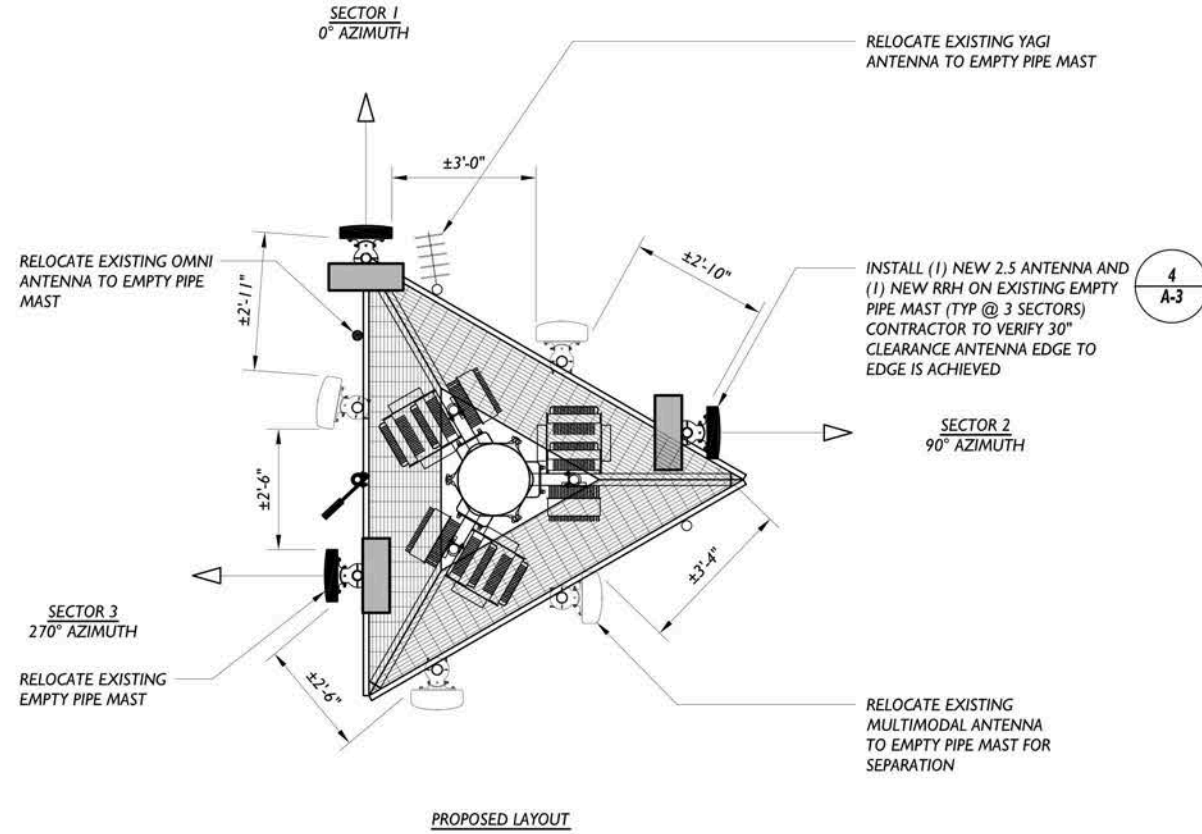 SECTOR 1
0° AZIMUTH
RELOCATE EXISTING YAGI
ANTENNA TO EMPTY PIPE MAST
±3'-0"
RELOCATE EXISTING OMNI
ANTENNA TO EMPTY PIPE
MAST
±2'-11"
±2'-10"
INSTALL (1) NEW 2.5 ANTENNA AND
(1) NEW RRH ON EXISTING EMPTY
PIPE MAST (TYP @ 3 SECTORS)
CONTRACTOR TO VERIFY 30"
CLEARANCE ANTENNA EDGE TO
EDGE IS ACHIEVED
4
A-3
SECTOR 2
90° AZIMUTH
±2'-6"
±3'-4"
SECTOR 3
270° AZIMUTH
RELOCATE EXISTING
EMPTY PIPE MAST
±2'-6"
RELOCATE EXISTING
MULTIMODAL ANTENNA
TO EMPTY PIPE MAST FOR
SEPARATION
PROPOSED LAYOUT